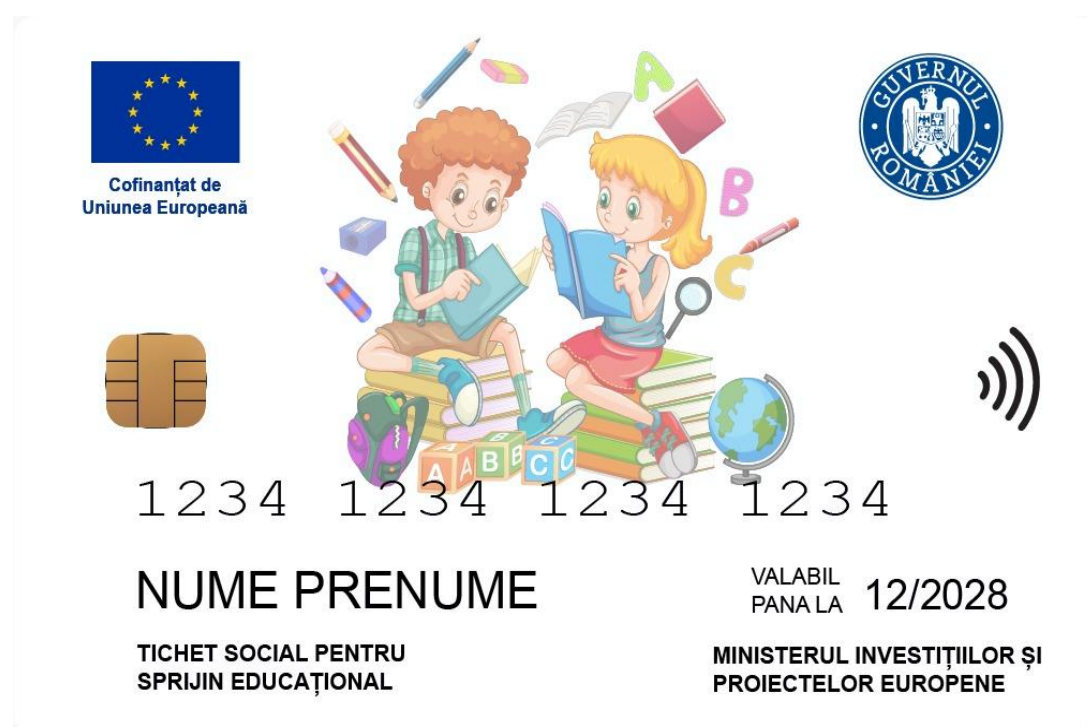 Cofinanțat de
Uniunea Europeană
GUVERNUL ROMÂNIEI
A
B
C
A A B B C C
1234 1234 1234 1234
NUME PRENUME
VALABIL
PANA LA 12/2028
TICHET SOCIAL PENTRU
SPRIJIN EDUCAȚIONAL
MINISTERUL INVESTIȚIILOR ȘI
PROIECTELOR EUROPENE